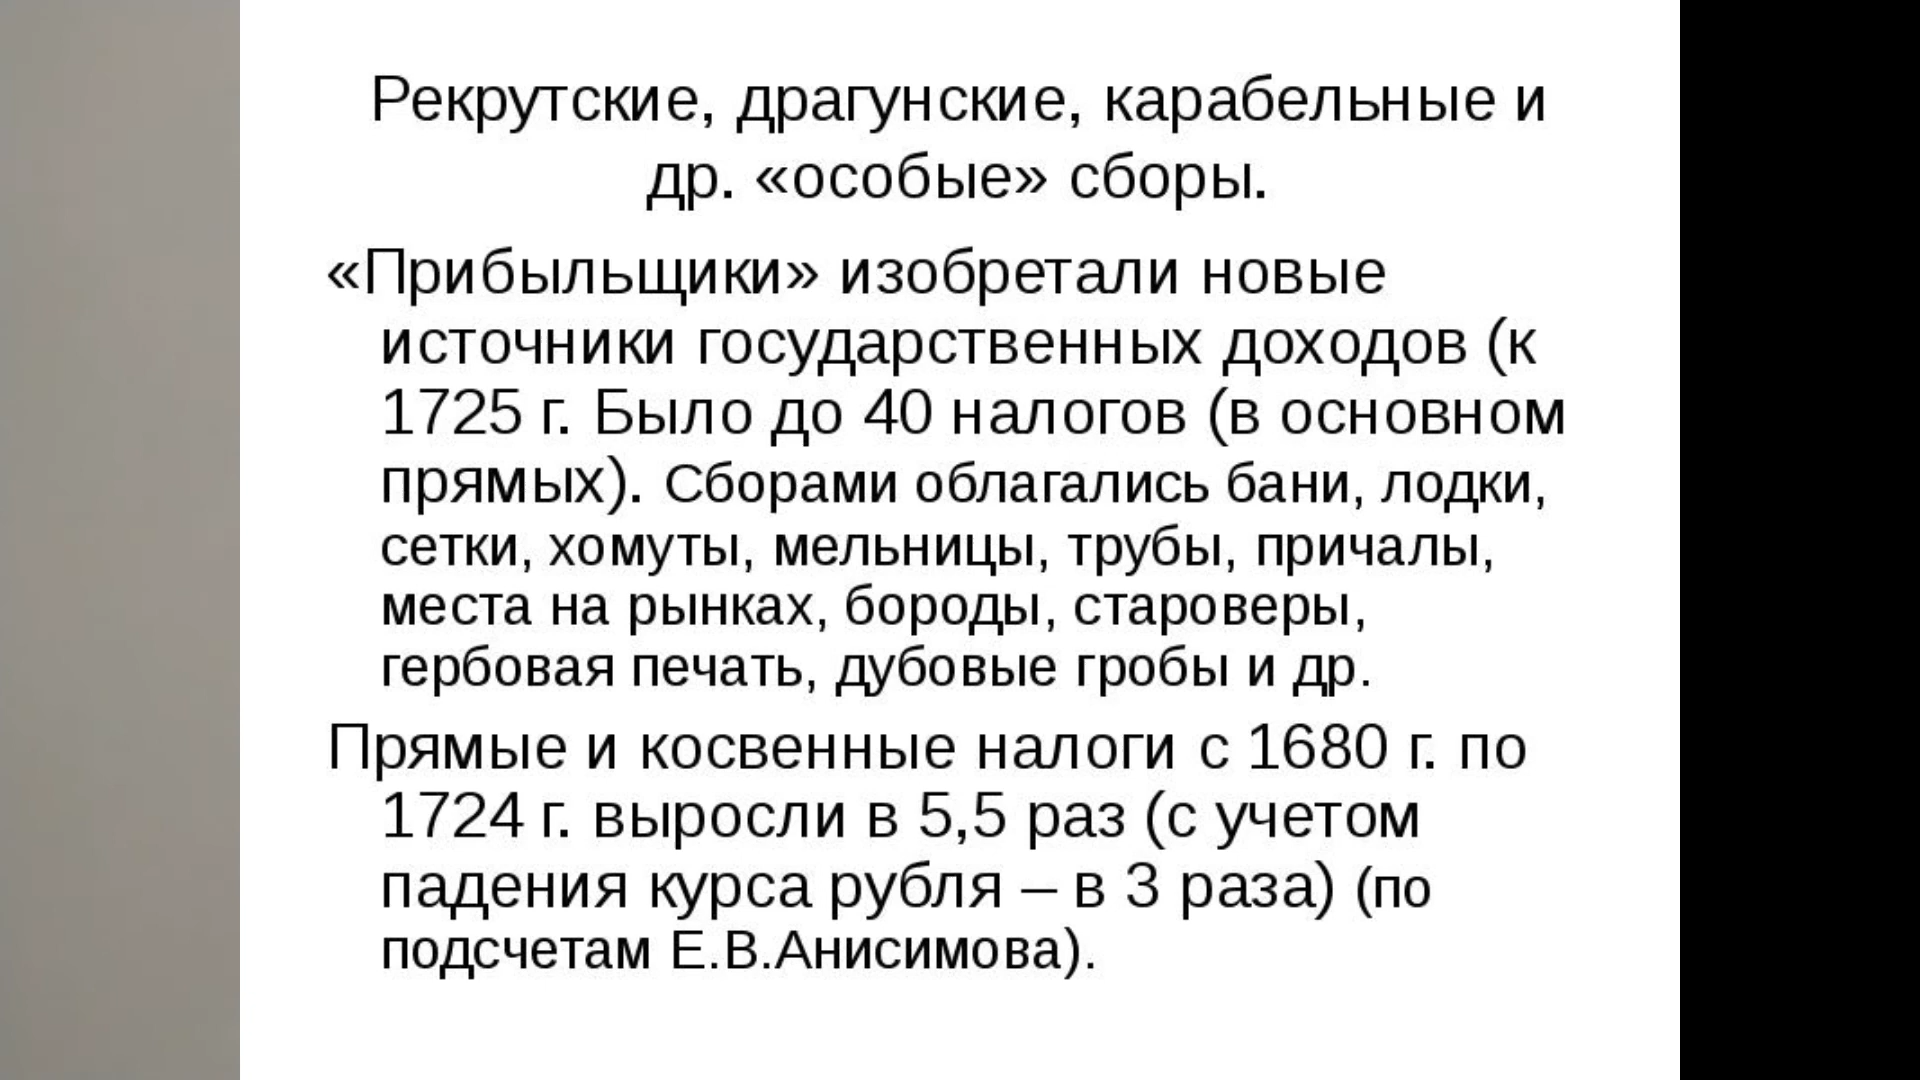 Рекрутские, драгунские, карабельные и
др. «особые» сборы.
«Прибыльщики» изобретали новые
источники государственных доходов (к
1725 г. Было до 40 налогов (в основном
прямых). Сборами облагались бани, лодки,
сетки, хомуты, мельницы, трубы, причалы,
места на рынках, бороды, староверы,
гербовая печать, дубовые гробы и др.
Прямые и косвенные налоги с 1680 г. по
1724 г. выросли в 5,5 раз (с учетом
падения курса рубля – в 3 раза) (по
подсчетам Е.В.Анисимова).